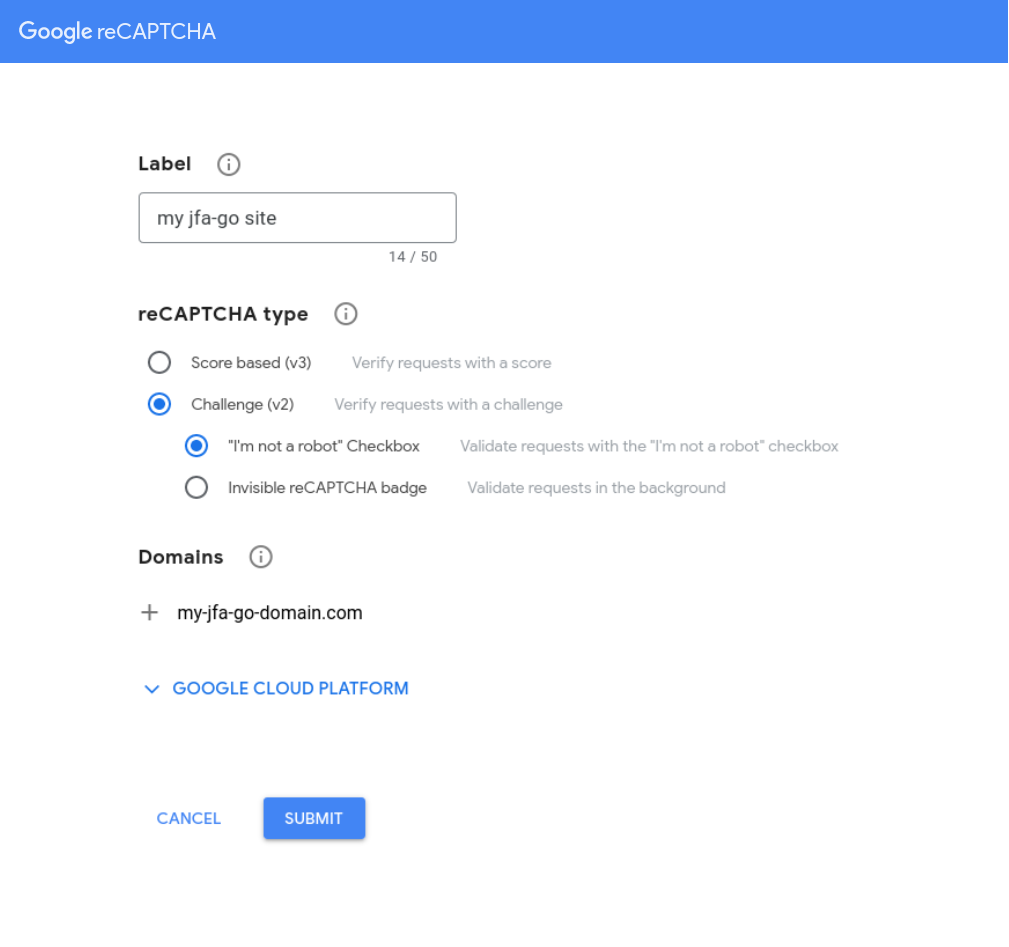 Google reCAPTCHA
Label
my jfa-go site
14 / 50
reCAPTCHA type
Score based (v3) Verify requests with a score
Challenge (v2) Verify requests with a challenge
"I'm not a robot" Checkbox Validate requests with the "I'm not a robot" checkbox
Invisible reCAPTCHA badge Validate requests in the background
Domains
my-jfa-go-domain.com
GOOGLE CLOUD PLATFORM
CANCEL SUBMIT